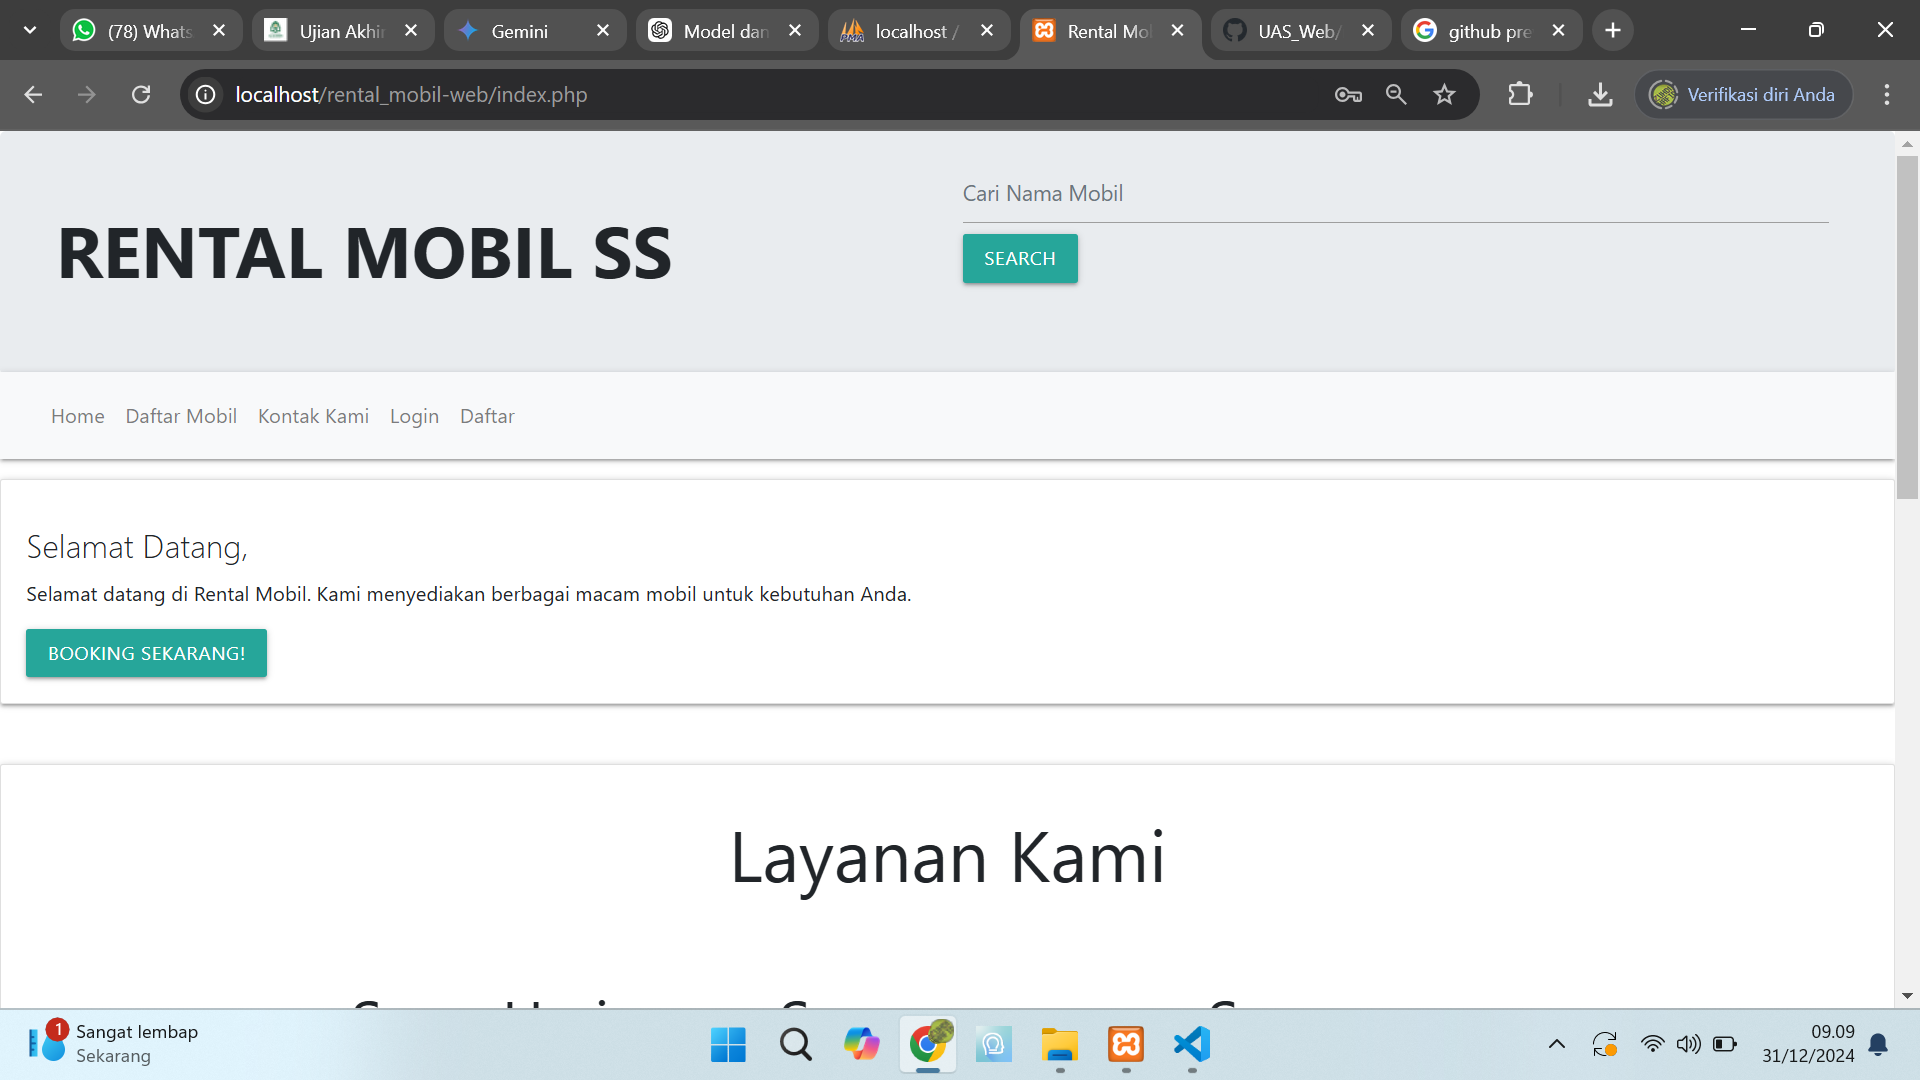 (78) Whats
Ujian Akhir
Gemini
Model dan
localhost /
Rental Mo
UAS_Web/
github pre
localhost/rental_mobil-web/index.php
Verifikasi diri Anda
RENTAL MOBIL SS
Cari Nama Mobil
SEARCH
Home
Daftar Mobil
Kontak Kami
Login
Daftar
Selamat Datang,
Selamat datang di Rental Mobil. Kami menyediakan berbagai macam mobil untuk kebutuhan Anda.
BOOKING SEKARANG!
Layanan Kami
1
Sangat lembap
Sekarang
09.09
31/12/2024